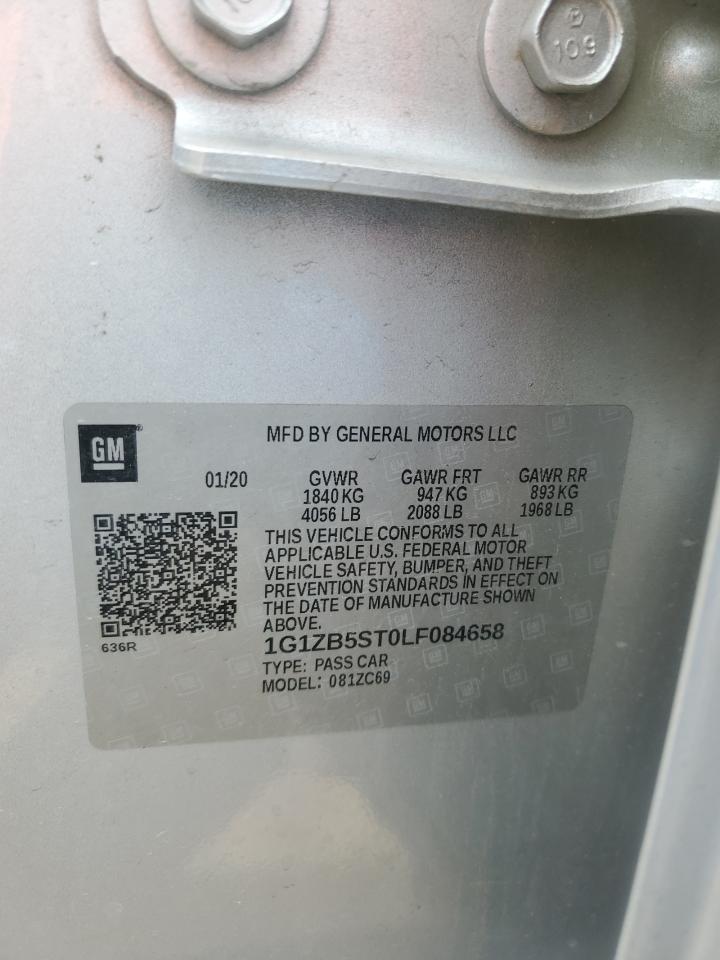 10.9
GM
MFD BY GENERAL MOTORS LLC
01/20 GVWR GAWR FRT GAWR RR
1840 KG 947 KG 893 KG
4056 LB 2088 LB 1968 LB
THIS VEHICLE CONFORMS TO ALL
APPLICABLE U.S. FEDERAL MOTOR
VEHICLE SAFETY, BUMPER, AND THEFT
PREVENTION STANDARDS IN EFFECT ON
THE DATE OF MANUFACTURE SHOWN
ABOVE.
636R
1G1ZB5ST0LF084658
TYPE: PASS CAR
MODEL: 081ZC69